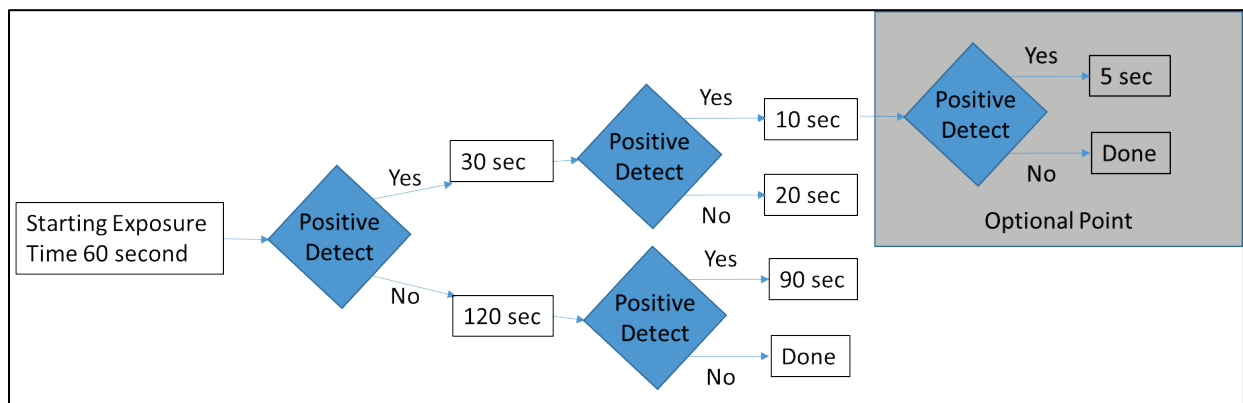 Starting Exposure
Time 60 second
Positive
Detect
Yes
30 sec
No
120 sec
Positive
Detect
Yes
10 sec
No
20 sec
Positive
Detect
Yes
90 sec
No
Done
Positive
Detect
Yes
5 sec
No
Done
Optional Point